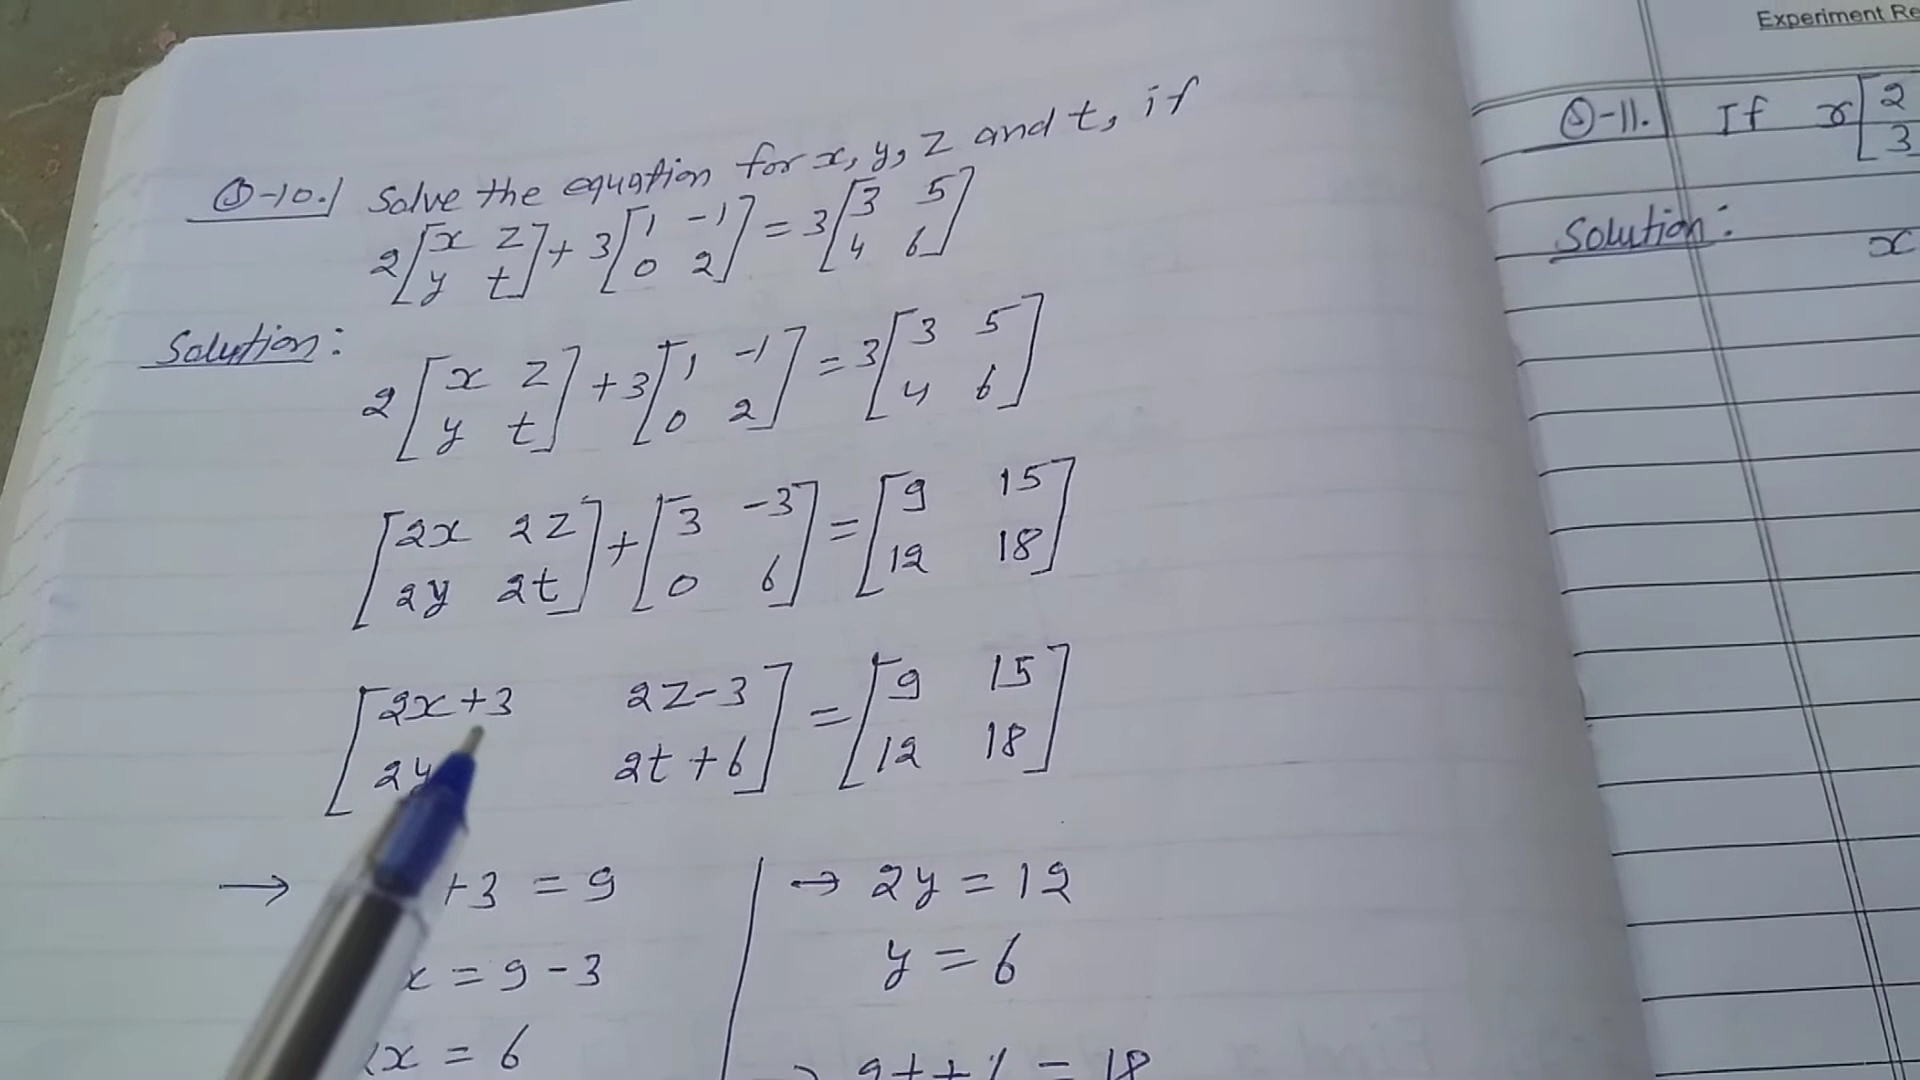 Q-10.| Solve the equation for x, y, z and t, if
2[x z] + 3[1 -1] = 3[3 5]
[y t] [0 2] [4 6]
Solution:
2[x z] + 3[1 -1] = 3[3 5]
[y t] [0 2] [4 6]
[2x 2z] + [3 -3] = [9 15]
[2y 2t] [0 6] [12 18]
[2x+3 2z-3] = [9 15]
[2y 2t+6] [12 18]
→ +3 = 9
x = 9-3
x = 6
→ 2y = 12
y = 6
= 18
Experiment
Q-11.| If x[2
[3
Solution:
x